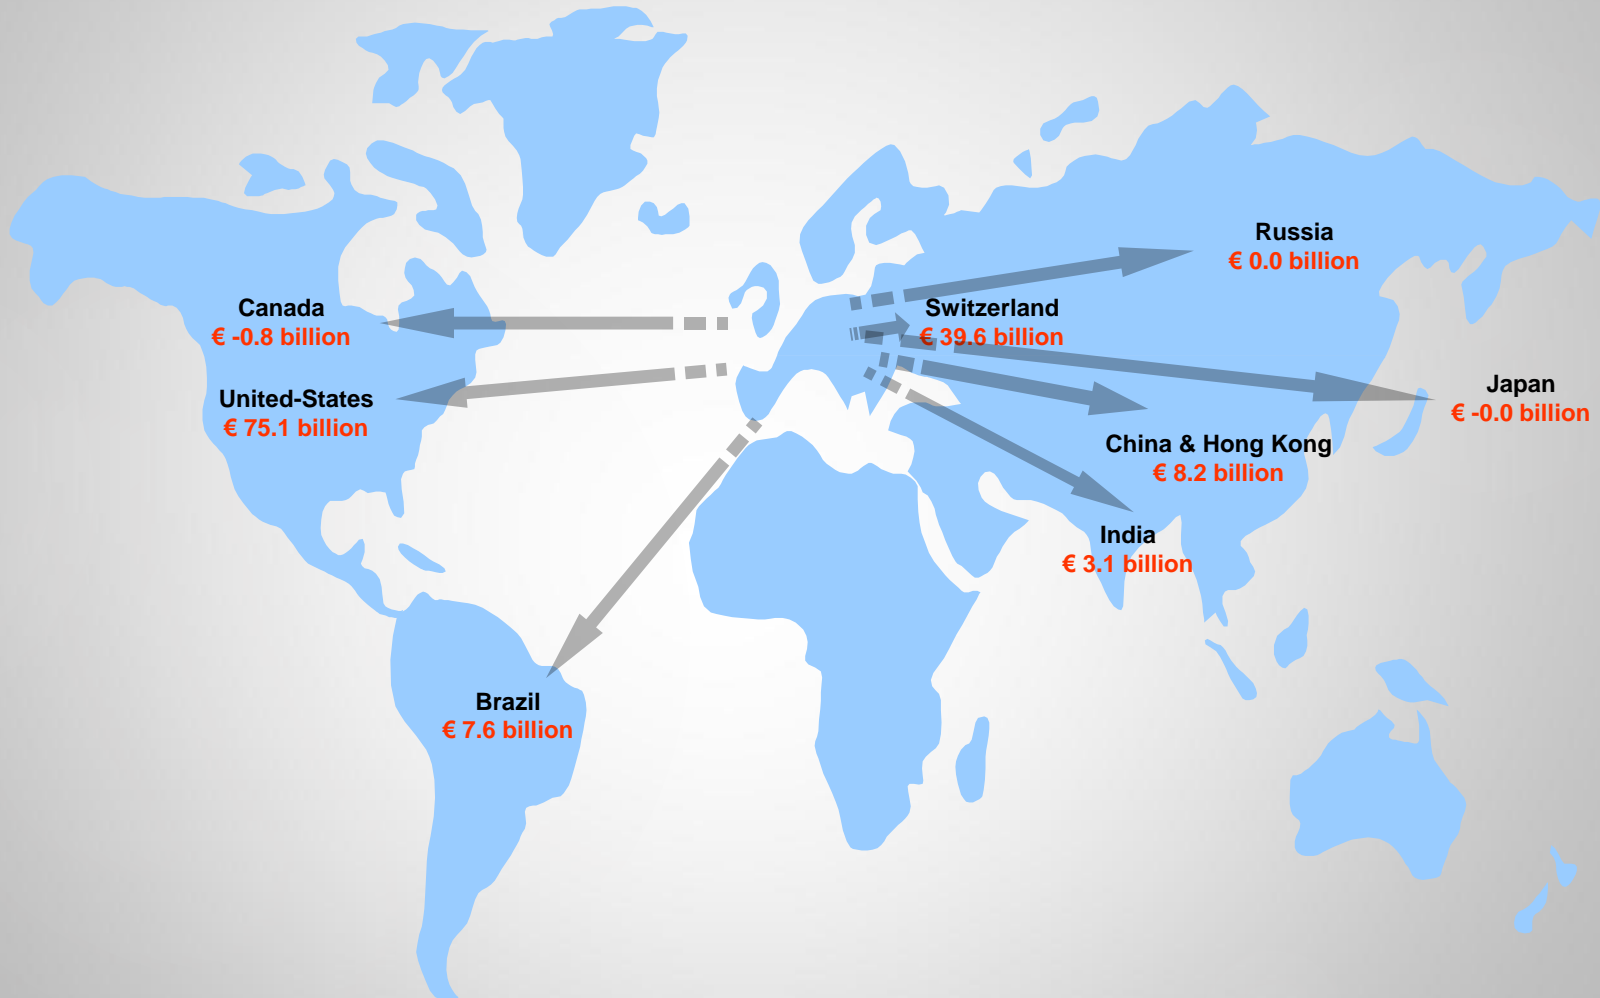 Russia
€ 0.0 billion
Canada
€ -0.8 billion
Switzerland
€ 39.6 billion
United-States
€ 75.1 billion
Japan
€ -0.0 billion
China & Hong Kong
€ 8.2 billion
India
€ 3.1 billion
Brazil
€ 7.6 billion